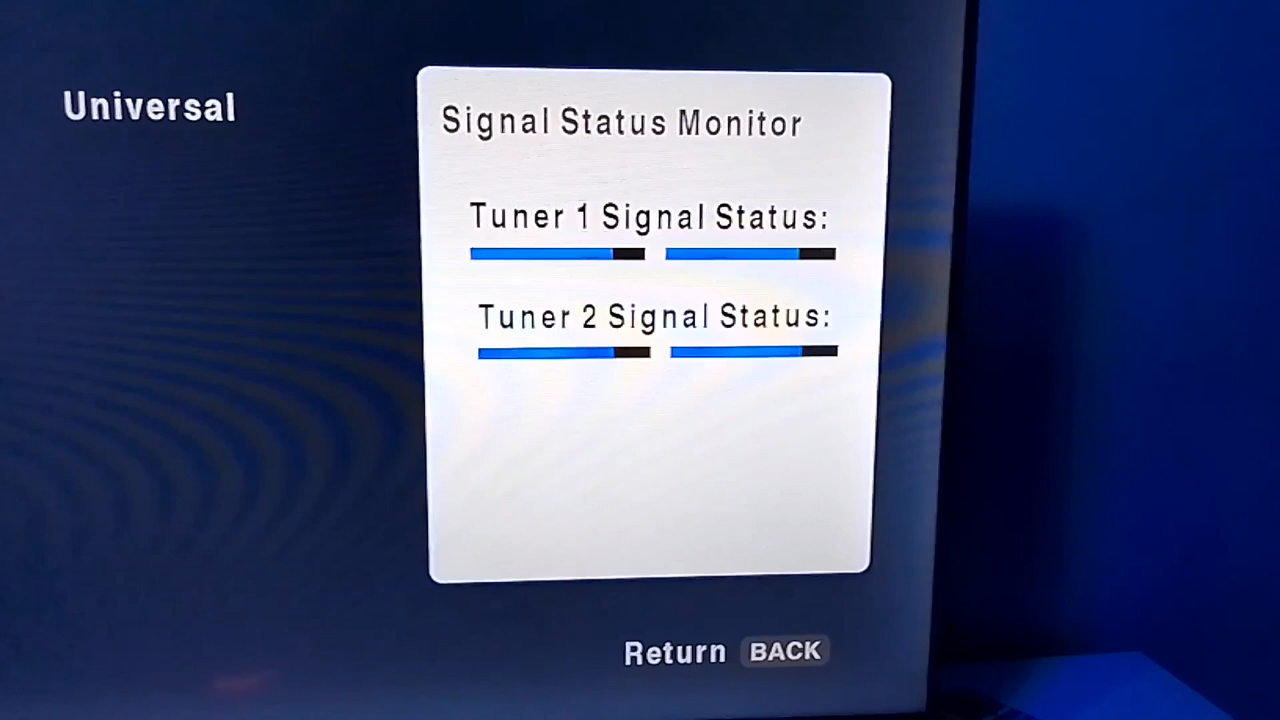 Universal
Signal Status Monitor
Tuner 1 Signal Status:
Tuner 2 Signal Status:
Return BACK